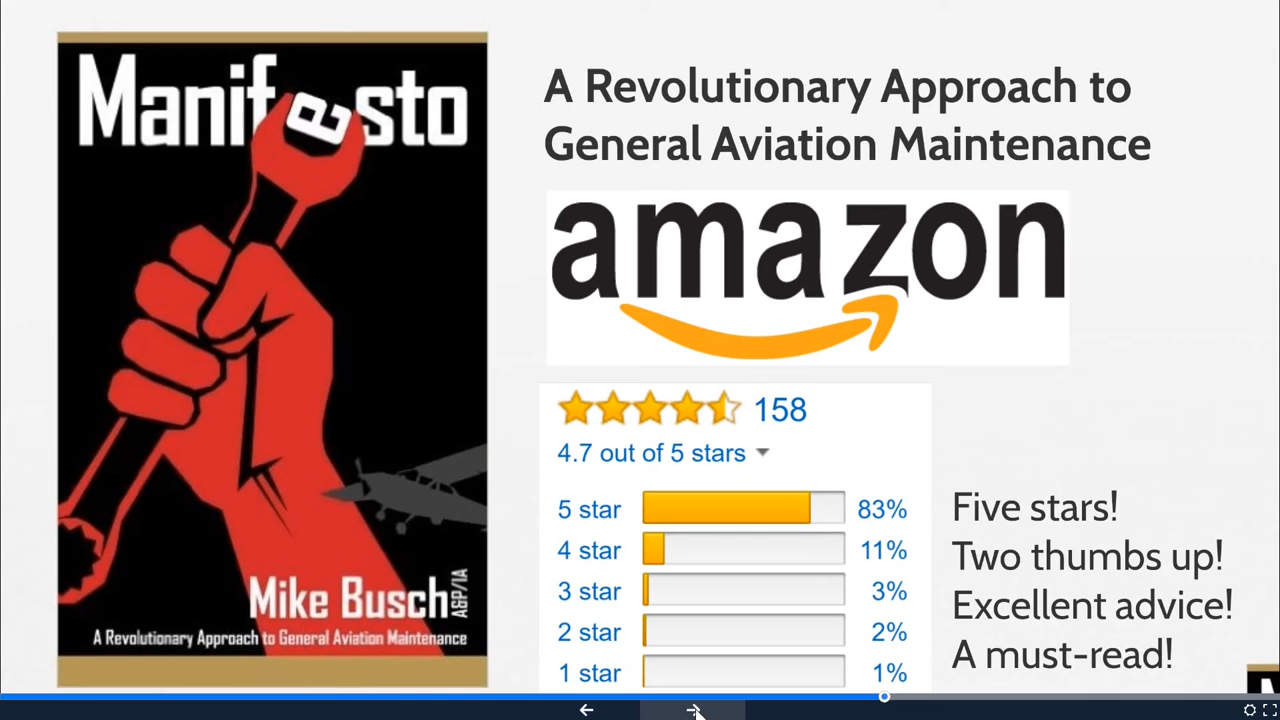 Manifesto
Mike Busch A&P/IA
A Revolutionary Approach to General Aviation Maintenance
A Revolutionary Approach to
General Aviation Maintenance
amazon
158
4.7 out of 5 stars
5 star 83%
4 star 11%
3 star 3%
2 star 2%
1 star 1%
Five stars!
Two thumbs up!
Excellent advice!
A must-read!